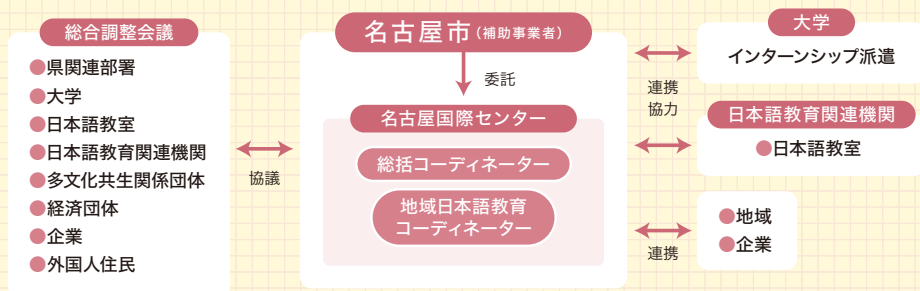 総合調整会議
●県関連部署
●大学
●日本語教室
●日本語教育関連機関
●多文化共生関係団体
●経済団体
●企業
●外国人住民
協議
名古屋市(補助事業者)
委託
名古屋国際センター
総括コーディネーター
地域日本語教育
コーディネーター
連携
協力
連携
大学
インターンシップ派遣
日本語教育関連機関
●日本語教室
●地域
●企業